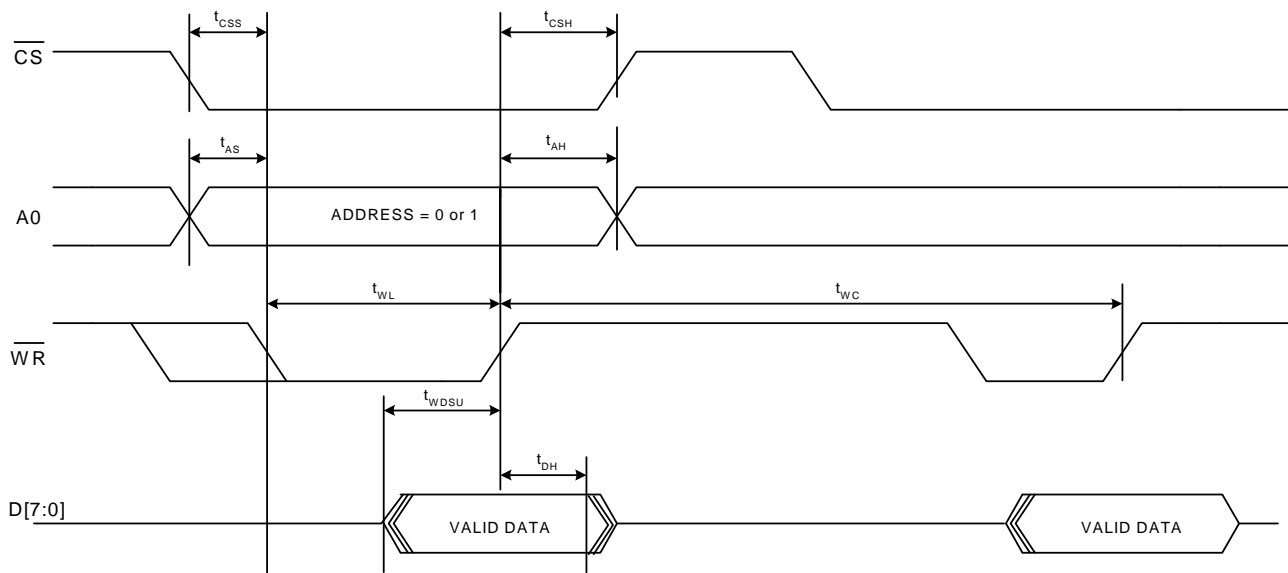 tCSS
tCSH
CS
tAS
tAH
A0
ADDRESS = 0 or 1
tWL
tWC
WR
tWDSU
tDH
D[7:0]
VALID DATA
VALID DATA